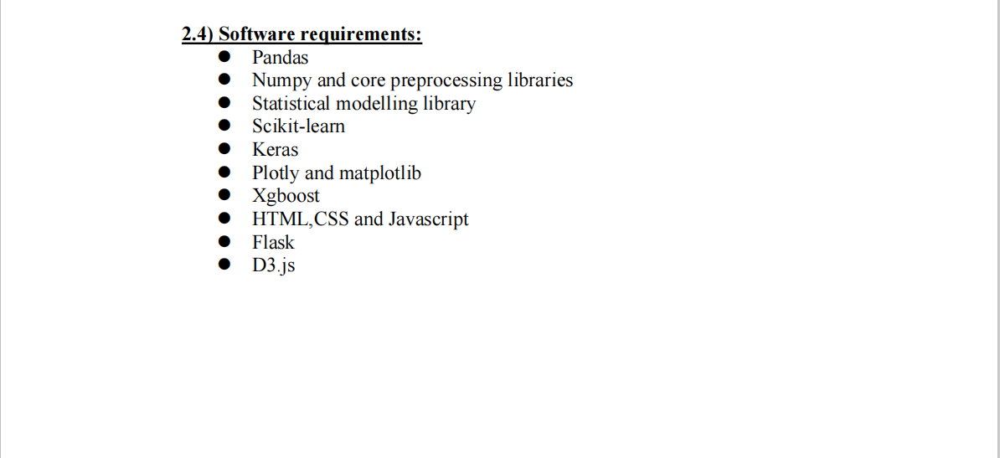 2.4) Software requirements:
● Pandas
● Numpy and core preprocessing libraries
● Statistical modelling library
● Scikit-learn
● Keras
● Plotly and matplotlib
● Xgboost
● HTML,CSS and Javascript
● Flask
● D3.js